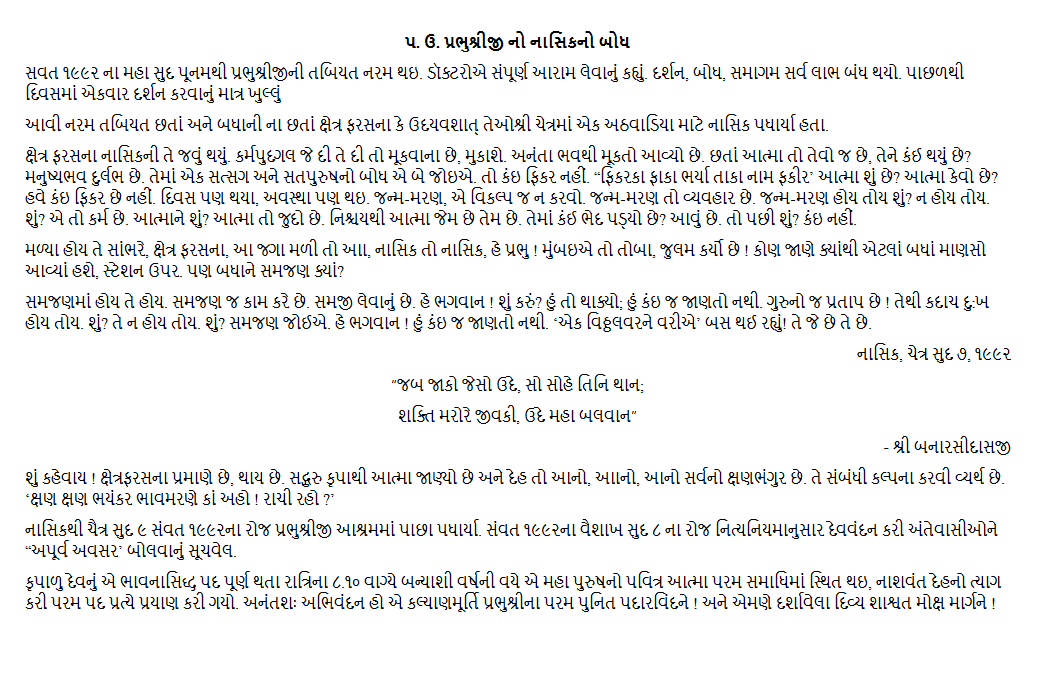 પ. ઉ. પ્રભુશ્રીજી નો નાસિકનો બોધ
સવત ૧૯૯૨ ના મહા સુદ પૂનમથી પ્રભુશ્રીજીની તબિયત નરમ થઇ. ડૉક્ટરોએ સંપૂર્ણ આરામ લેવાનું કહ્યું. દર્શન, બોધ, સમાગમ સર્વ લાભ બંધ થયો. પાછળથી
દિવસમાં એકવાર દર્શન કરવાનું માત્ર ખુલ્લું
આવી નરમ તબિયત છતાં અને બધાની ના છતાં ક્ષેત્ર ફરસના કે ઉદયવશાત્ તેઓશ્રી ચેત્રમાં એક અઠવાડિયા માટે નાસિક પધાર્યા હતા.
ક્ષેત્ર ફરસના નાસિકની તે જવું થયું. કર્મપુદ્ગલ જે દી તે દી તો મૂકવાના છે, મુકાશે. અનંતા ભવથી મૂકતો આવ્યો છે. છતાં આત્મા તો તેવો જ છે, તેને કંઈ થયું છે?
મનુષ્યભવ દુર્લભ છે. તેમાં એક સત્સગ અને સતપુરુષનો બોધ એ બે જોઇએ. તો કંઇ ફિકર નહીં. “ફિકરકા ફાકા ભર્યા તાકા નામ ફકીર’ આત્મા શું છે? આત્મા કેવો છે?
હવે કંઇ ફિકર છે નહીં. દિવસ પણ થયા, અવસ્થા પણ થઇ. જન્મ-મરણ, એ વિકલ્પ જ ન કરવો. જન્મ-મરણ તો વ્યવહાર છે. જન્મ-મરણ હોય તોય શું? ન હોય તોય.
શું? એ તો કર્મ છે. આત્માને શું? આત્મા તો જુદો છે. નિશ્ચયથી આત્મા જેમ છે તેમ છે. તેમાં કંઈ ભેદ પડ્યો છે? આવું છે. તો પછી શું? કંઇ નહીં.
મળ્યા હોય તે સાંભરે, ક્ષેત્ર ફરસના, આ જગા મળી તો આા, નાસિક તો નાસિક, હે પ્રભુ ! મુંબઇએ તો તોબા, જુલમ કર્યો છે ! કોણ જાણે ક્યાંથી એટલાં બધાં માણસો
આવ્યાં હશે, સ્ટેશન ઉપર. પણ બધાને સમજણ ક્યાં?
સમજણમાં હોય તે હોય. સમજણ જ કામ કરે છે. સમજી લેવાનું છે. હે ભગવાન ! શું કરું? હું તો થાક્યો; હું કંઇ જ જાણતો નથી. ગુરુનો જ પ્રતાપ છે ! તેથી કદાય દુઃખ
હોય તોય. શું? તે ન હોય તોય. શું? સમજણ જોઈએ. હે ભગવાન ! હું કંઇ જ જાણતો નથી. ‘એક વિઠ્ઠલવરને વરીએ’ બસ થઈ રહ્યું! તે જે છે તે છે.
નાસિક, ચેત્ર સુદ ૭, ૧૯૯૨
“જબ જાકો જેસો ઉદે, સો સોહે તિનિ થાન;
શક્તિ મરોરે જીવકી, ઉદે મહા બલવાન”
- શ્રી બનારસીદાસજી
શું કહેવાય ! ક્ષેત્રફરસના પ્રમાણે છે, થાય છે. સદ્ગુરુ કૃપાથી આત્મા જાણ્યો છે અને દેહ તો આનો, આાનો, આનો સર્વનો ક્ષણભંગુર છે. તે સંબંધી કલ્પના કરવી વ્યર્થ છે.
‘ક્ષણ ક્ષણ ભયંકર ભાવમરણે કાં અહો ! રાચી રહો ?’
નાસિકથી ચૈત્ર સુદ ૯ સંવત ૧૯૯૨ના રોજ પ્રભુશ્રીજી આશ્રમમાં પાછા પધાર્યા. સંવત ૧૯૯૨ના વૈશાખ સુદ ૮ ના રોજ નિત્યનિયમાનુસાર દેવવંદન કરી અંતેવાસીઓને
“અપૂર્વ અવસર’ બોલવાનું સૂચવેલ.
કૃપાળુ દેવનું એ ભાવનાસિદ્ધ પદ પૂર્ણ થતા રાત્રિના ૮.૧૦ વાગ્યે બન્યાશી વર્ષની વયે એ મહા પુરુષનો પવિત્ર આત્મા પરમ સમાધિમાં સ્થિત થઇ, નાશવંત દેહનો ત્યાગ
કરી પરમ પદ પ્રત્યે પ્રયાણ કરી ગયો. અનંતશઃ અભિવંદન હો એ કલ્યાણમૂર્તિ પ્રભુશ્રીના પરમ પુનિત પદારવિંદને ! અને એમણે દર્શાવેલા દિવ્ય શાશ્વત મોક્ષ માર્ગને !